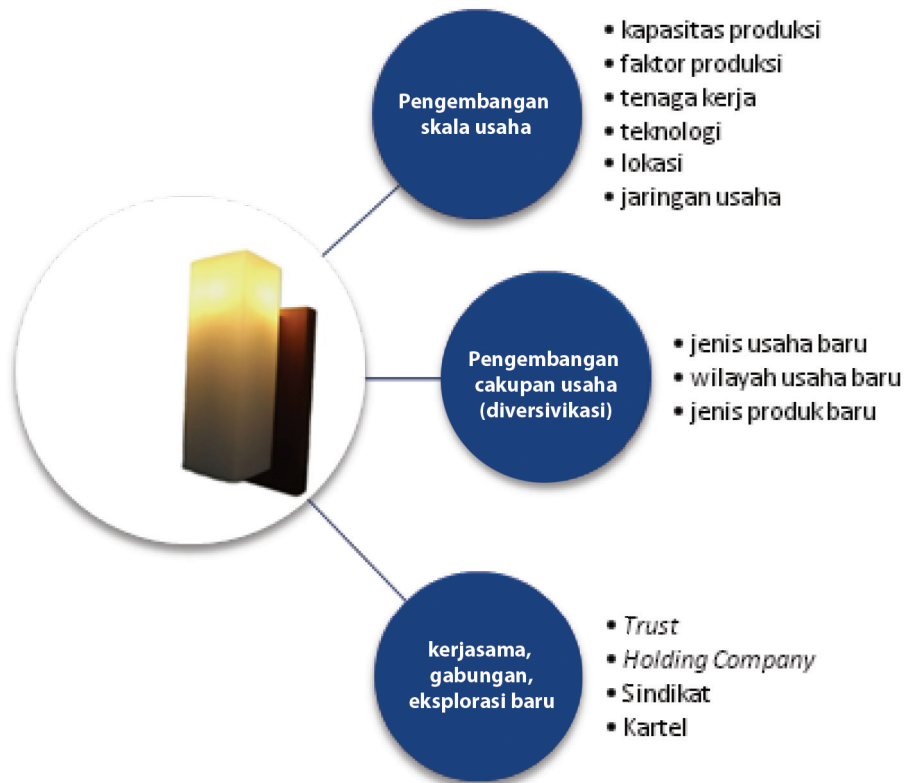 Pengembangan
skala usaha
• kapasitas produksi
• faktor produksi
• tenaga kerja
• teknologi
• lokasi
• jaringan usaha
Pengembangan
cakupan usaha
(diversivikasi)
• jenis usaha baru
• wilayah usaha baru
• jenis produk baru
kerjasama,
gabungan,
eksplorasi baru
• Trust
• Holding Company
• Sindikat
• Kartel